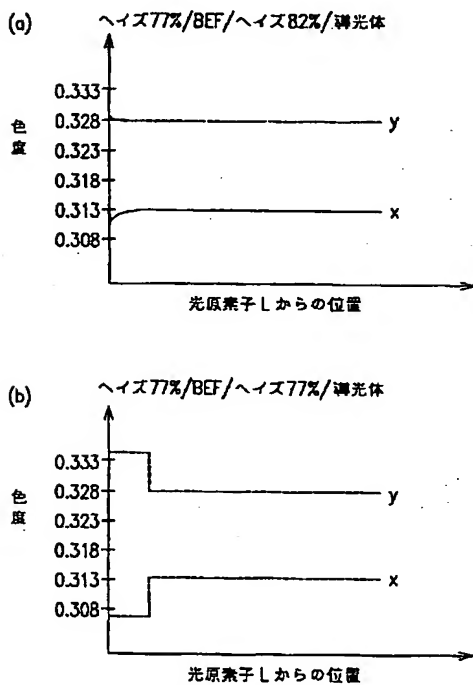 (a)
ヘイズ77%/BEF/ヘイズ82%/導光体
色度
0.333
0.328
0.323
0.318
0.313
0.308
y
x
光原素子Lからの位置
(b)
ヘイズ77%/BEF/ヘイズ77%/導光体
色度
0.333
0.328
0.323
0.318
0.313
0.308
y
x
光原素子Lからの位置